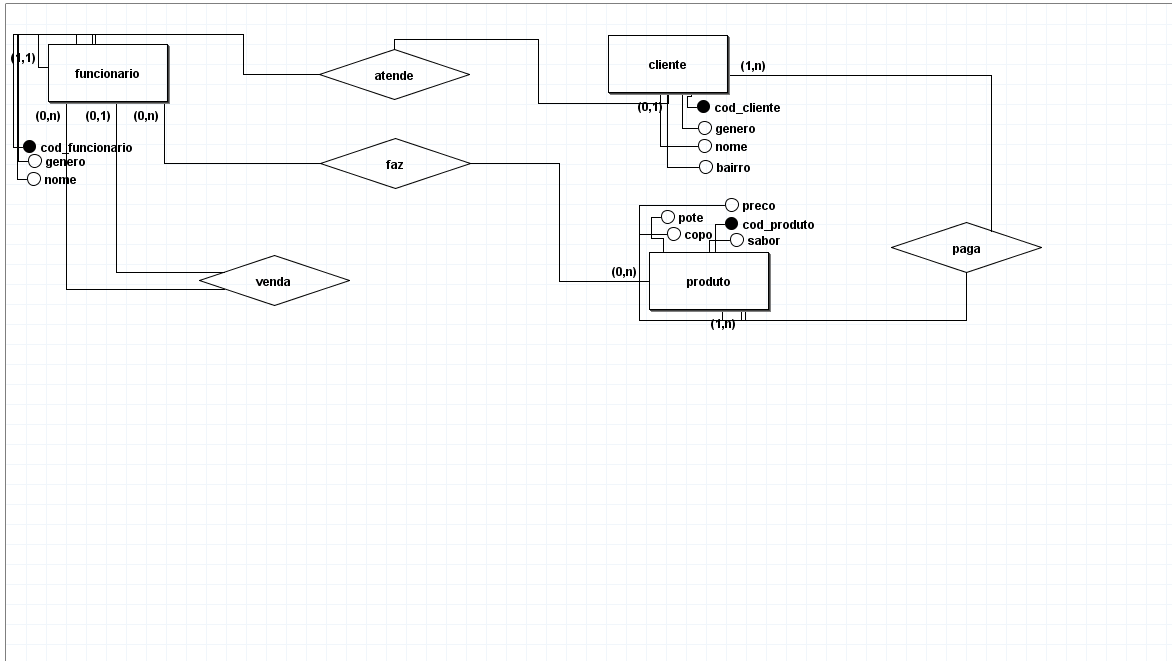 (1,1)
funcionario
atende
cliente
(1,n)
(0,n)
(0,1)
(0,n)
(0,1)
cod_cliente
genero
nome
bairro
cod_funcionario
genero
nome
faz
preco
pote
cod_produto
copo
sabor
paga
venda
(0,n)
produto
(1,n)